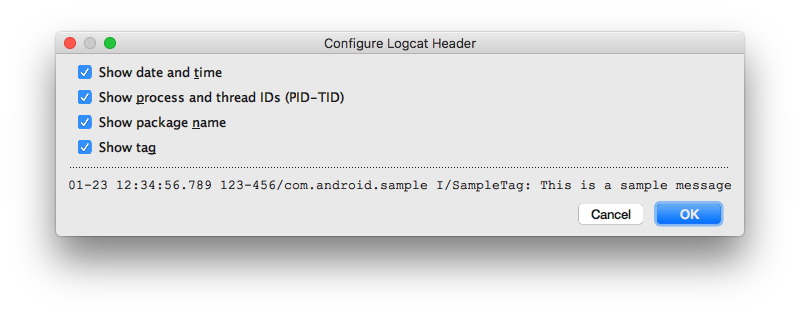 Configure Logcat Header
Show date and time
Show process and thread IDs (PID-TID)
Show package name
Show tag
01-23 12:34:56.789 123-456/com.android.sample I/SampleTag: This is a sample message
Cancel OK